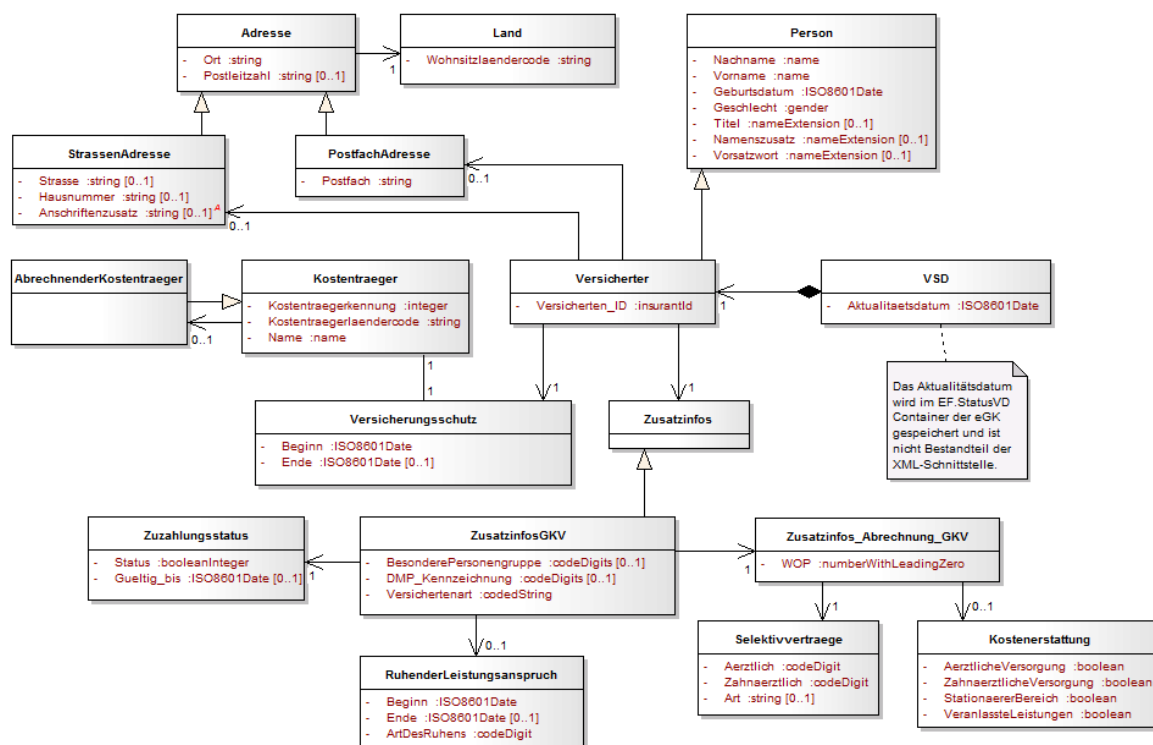 Adresse
- Ort :string
- Postleitzahl :string [0..1]
1
Land
- Wohnsitzlaendercode :string
Person
- Nachname :name
- Vorname :name
- Geburtsdatum :ISO8601Date
- Geschlecht :gender
- Titel :nameExtension [0..1]
- Namenszusatz :nameExtension [0..1]
- Vorsatzwort :nameExtension [0..1]
StrassenAdresse
- Strasse :string [0..1]
- Hausnummer :string [0..1]
- Anschriftenzusatz :string [0..1]
0..1
PostfachAdresse
- Postfach :string
0..1
AbrechnenderKostentraeger
0..1
Kostentraeger
- Kostentraegerkennung :integer
- Kostentraegerlaendercode :string
- Name :name
1
1
Versicherter
- Versicherten_ID :insurantId
1
1
1
VSD
- Aktualitaetsdatum :ISO8601Date
Das Aktualitätsdatum
wird im EF.StatusVD
Container der eGK
gespeichert und ist
nicht Bestandteil der
XML-Schnittstelle.
Versicherungsschutz
- Beginn :ISO8601Date
- Ende :ISO8601Date [0..1]
Zusatzinfos
Zuzahlungsstatus
- Status :booleanInteger
- Gueltig_bis :ISO8601Date [0..1]
1
ZusatzinfosGKV
- BesonderePersonengruppe :codeDigits [0..1]
- DMP_Kennzeichnung :codeDigits [0..1]
- Versichertenart :codedString
1
0..1
Zusatzinfos_Abrechnung_GKV
- WOP :numberWithLeadingZero
1
0..1
RuhenderLeistungsanspruch
- Beginn :ISO8601Date
- Ende :ISO8601Date [0..1]
- ArtDesRuhens :codeDigit
Selektivvertraege
- Aerztlich :codeDigit
- Zahnaerztlich :codeDigit
- Art :string [0..1]
Kostenerstattung
- AerztlicheVersorgung :boolean
- ZahnaerztlicheVersorgung :boolean
- StationaererBereich :boolean
- VeranlassteLeistungen :boolean